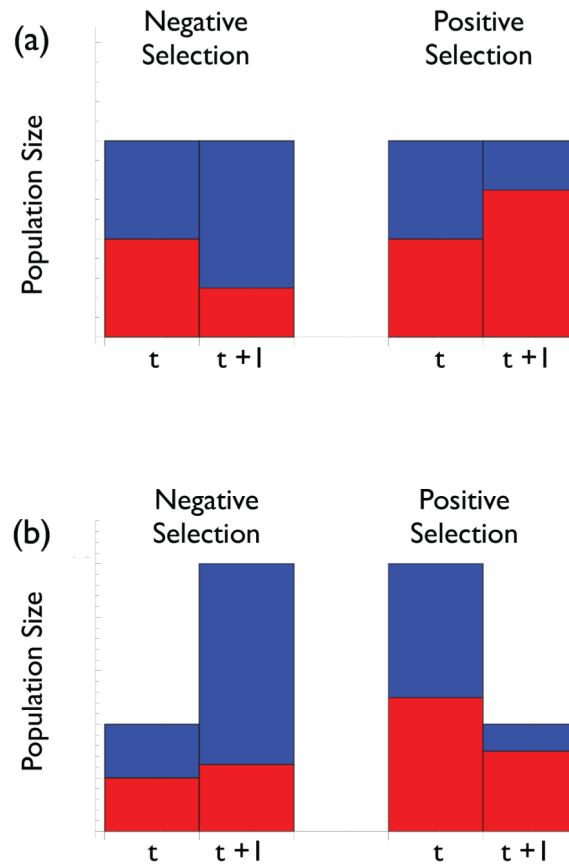 (a)
Negative
Selection
Positive
Selection
Population Size
t
t +1
t
t +1
(b)
Negative
Selection
Positive
Selection
Population Size
t
t +1
t
t +1